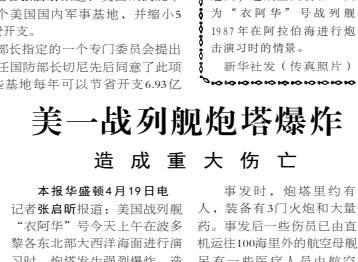 个美国国内军事基地，并缩小5
费开支。
部长指定的一个专门委员会提出
任国防部长切尼先后同意了此项
些基地每年可以节省开支6.93亿
为“衣阿华”号战列舰
1987年在阿拉伯海进行炮
击演习时的情景。
新华社发（传真照片）
美一战列舰炮塔爆炸
造成重大伤亡
本报华盛顿4月19日电
记者张启昕报道：美国战列舰
“衣阿华”号今天上午在波多
黎各东北部大西洋海面进行演
习时，炮塔发生强烈爆炸，造
事发时，炮塔里约有
人，装备有3门火炮和大量
药。事发后一些伤员已由直
机运往100海里外的航空母舰
另有一些医疗人员由航空